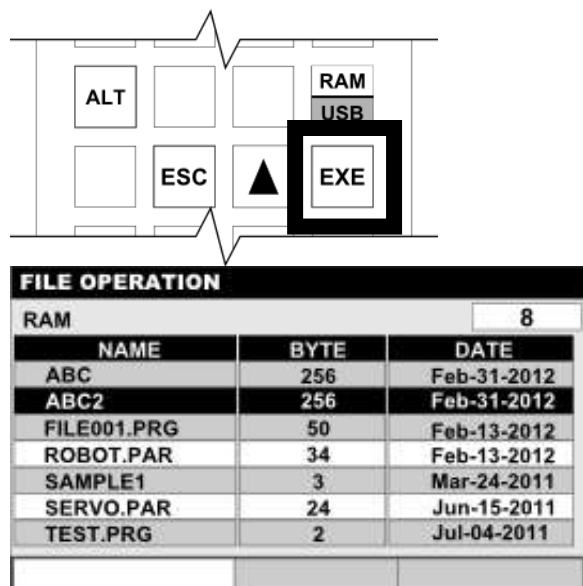 ALT RAM
USB
ESC ▲ EXE
FILE OPERATION
RAM 8
NAME BYTE DATE
ABC 256 Feb-31-2012
ABC2 256 Feb-31-2012
FILE001.PRG 50 Feb-13-2012
ROBOT.PAR 34 Feb-13-2012
SAMPLE1 3 Mar-24-2011
SERVO.PAR 24 Jun-15-2011
TEST.PRG 2 Jul-04-2011